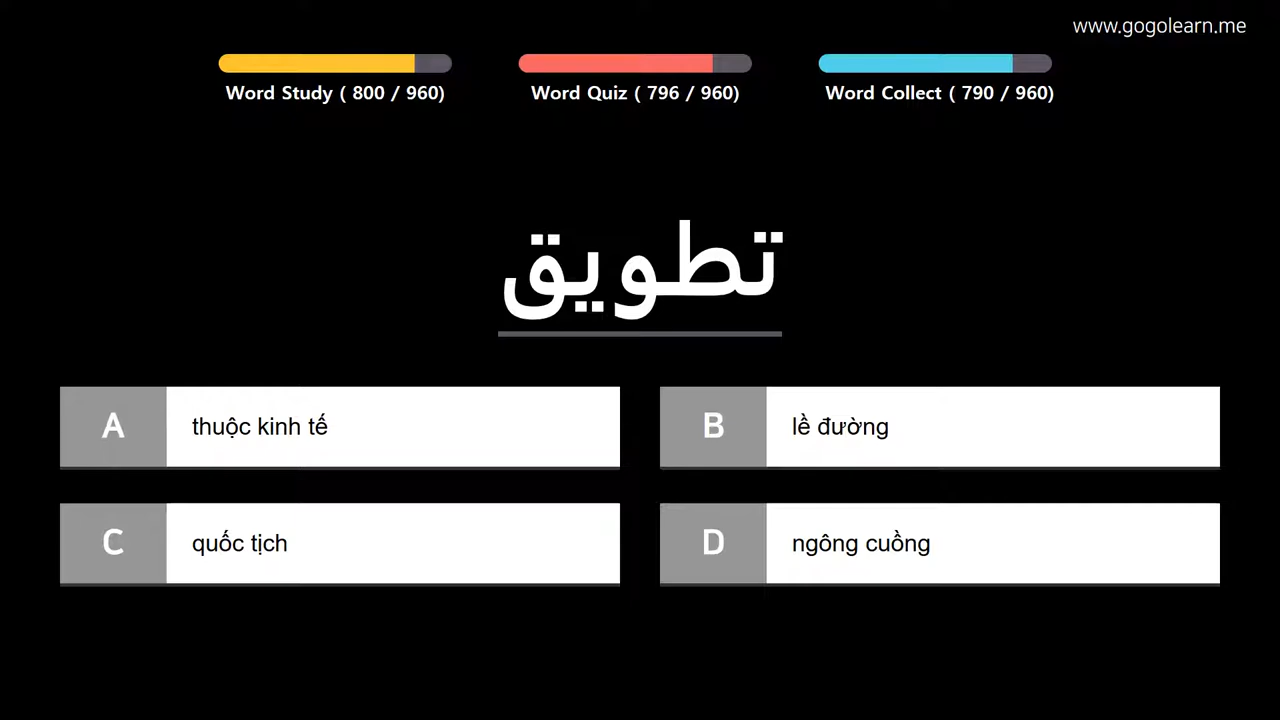 www.gogolearn.me
Word Study ( 800 / 960)
Word Quiz ( 796 / 960)
Word Collect ( 790 / 960)
تطويق
A thuộc kinh tế
B lề đường
C quốc tịch
D ngông cuồng